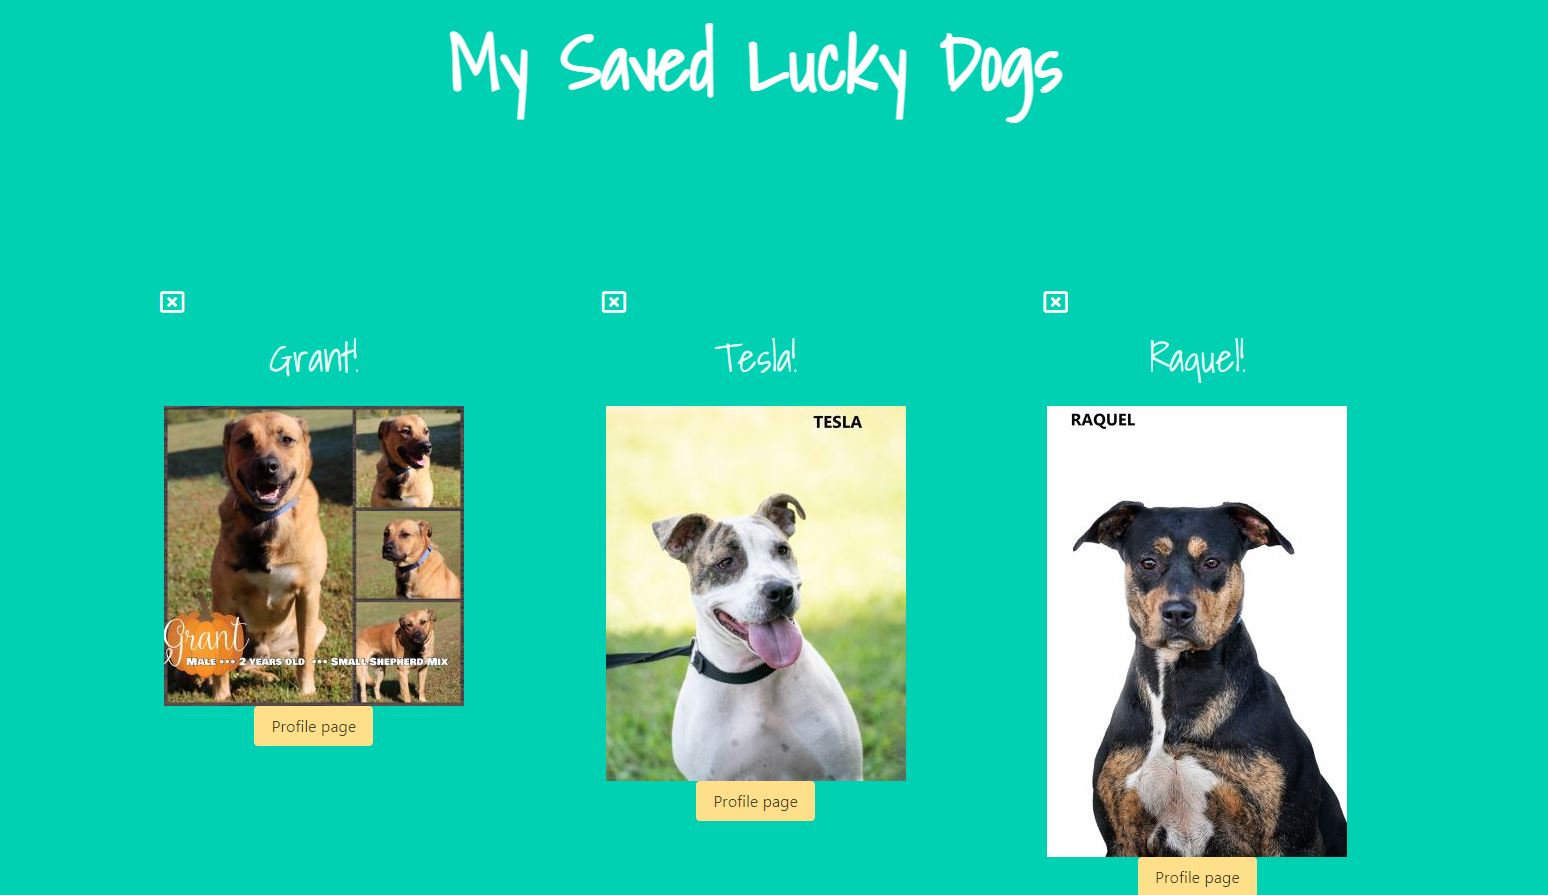 My Saved Lucky Dogs
Grant!
Tesla!
Raquel!
Grant
Male ••• 2 years old ••• Small Shepherd Mix
TESLA
RAQUEL
Profile page
Profile page
Profile page